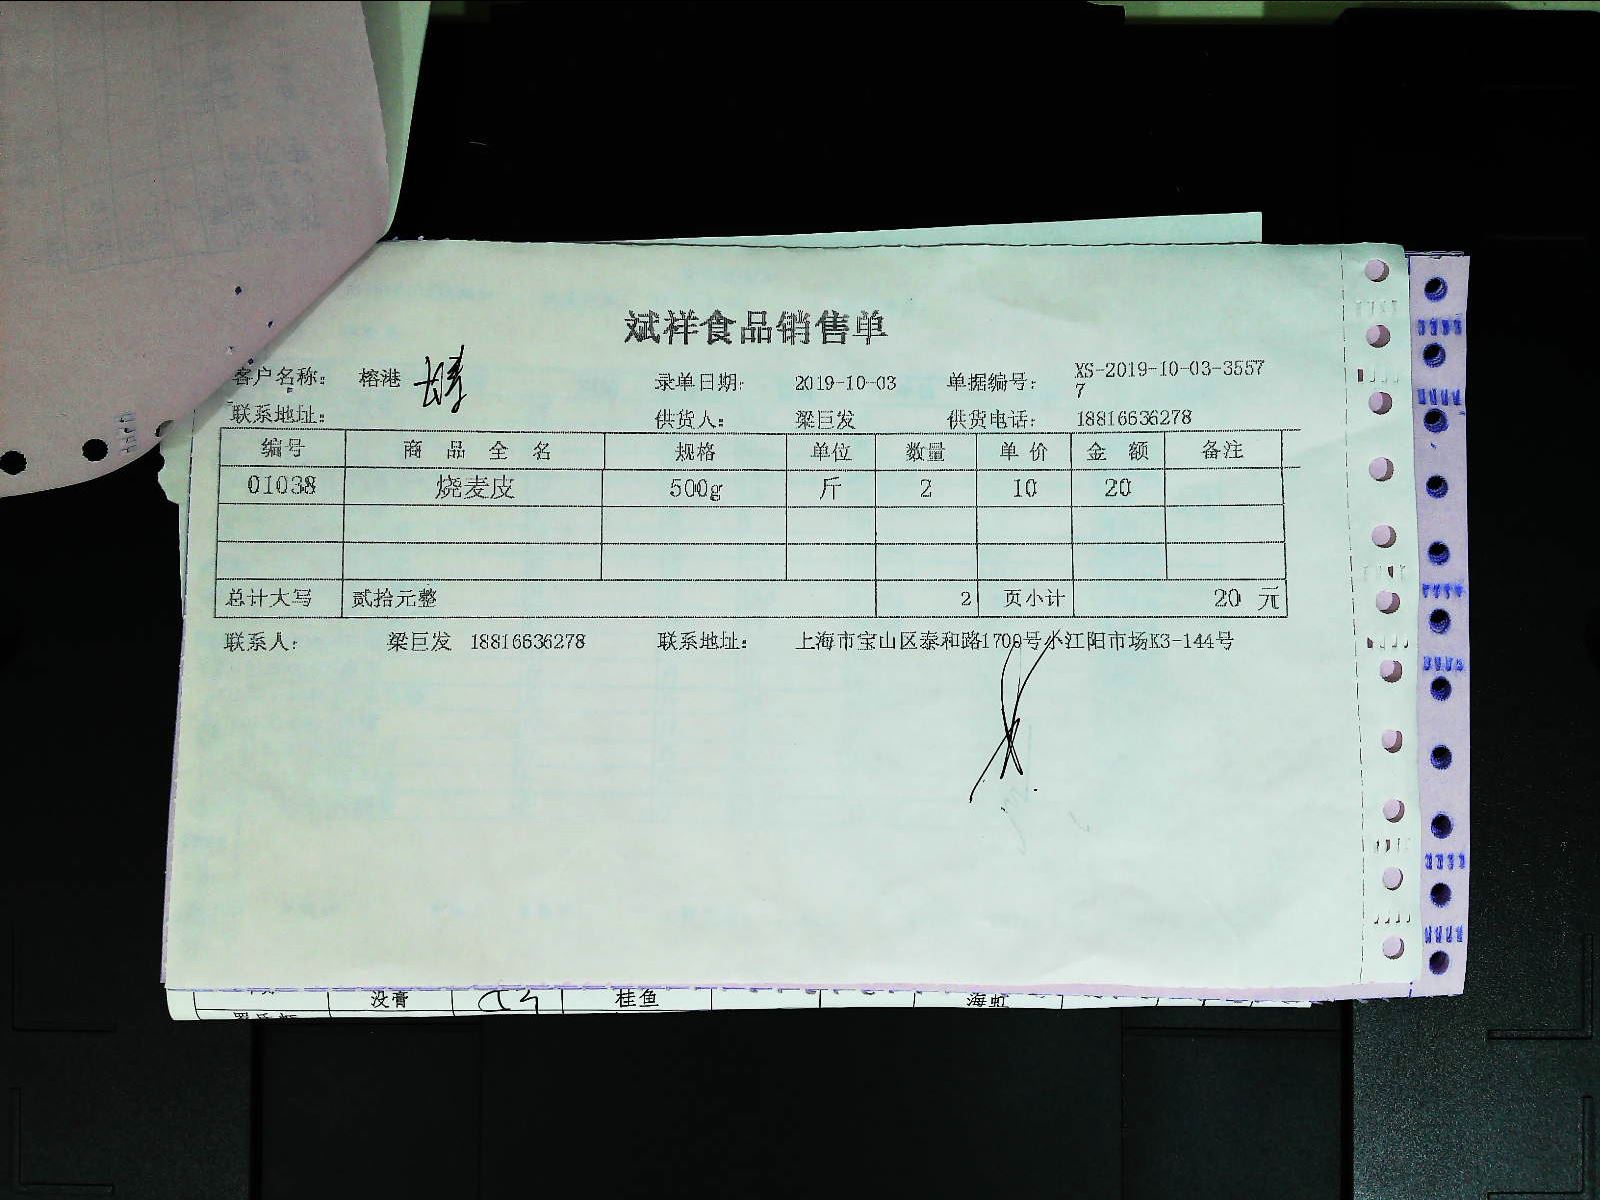 斌祥食品销售单
客户名称： 榕港 录单日期： 2019-10-03 单据编号： XS-2019-10-03-3557
7
联系地址： 供货人： 梁巨发 供货电话： 18816636278
编号 商品全名 规格 单位 数量 单价 金额 备注
01038 烧麦皮 500g 斤 2 10 20
总计大写 贰拾元整 2 页小计 20 元
联系人： 梁巨发 18816636278 联系地址： 上海市宝山区泰和路1700号 江阳市场K3-144号
没膏 桂鱼 海虹